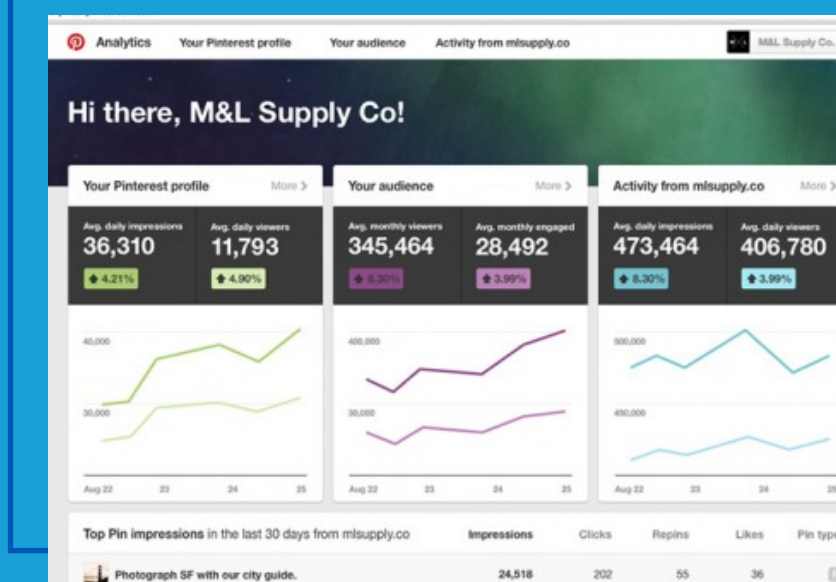 Analytics Your Pinterest profile Your audience Activity from mlsupply.co M&L Supply Co.
Hi there, M&L Supply Co!
Your Pinterest profile More >
Avg. daily impressions Avg. daily viewers
36,310 11,793
4.21% 4.90%
40,000
30,000
Aug 22 23 24 25
Your audience More >
Avg. monthly viewers Avg. monthly engaged
345,464 28,492
8.30% 3.99%
400,000
30,000
Aug 22 23 24 25
Activity from mlsupply.co More >
Avg. daily impressions Avg. daily viewers
473,464 406,780
8.30% 3.99%
500,000
450,000
Aug 22 23 24 25
Top Pin impressions in the last 30 days from mlsupply.co Impressions Clicks Repins Likes Pin type
Photograph SF with our city guide. 24,518 202 55 36